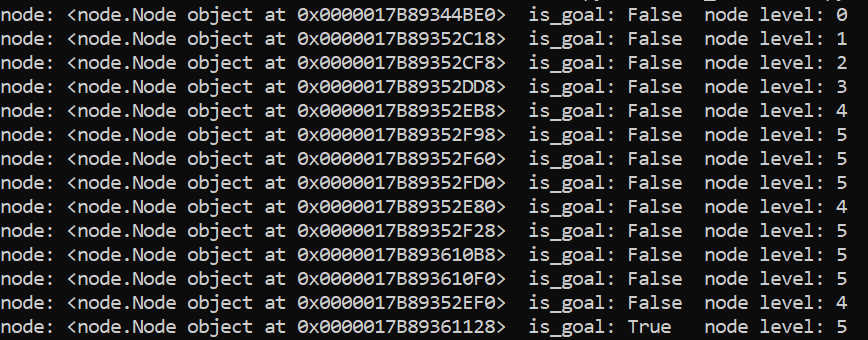 node: <node.Node object at 0x0000017B89344BE0>  is_goal: False  node level: 0
node: <node.Node object at 0x0000017B89352C18>  is_goal: False  node level: 1
node: <node.Node object at 0x0000017B89352CF8>  is_goal: False  node level: 2
node: <node.Node object at 0x0000017B89352DD8>  is_goal: False  node level: 3
node: <node.Node object at 0x0000017B89352EB8>  is_goal: False  node level: 4
node: <node.Node object at 0x0000017B89352F98>  is_goal: False  node level: 5
node: <node.Node object at 0x0000017B89352F60>  is_goal: False  node level: 5
node: <node.Node object at 0x0000017B89352FD0>  is_goal: False  node level: 5
node: <node.Node object at 0x0000017B89352E80>  is_goal: False  node level: 4
node: <node.Node object at 0x0000017B89352F28>  is_goal: False  node level: 5
node: <node.Node object at 0x0000017B893610B8>  is_goal: False  node level: 5
node: <node.Node object at 0x0000017B893610F0>  is_goal: False  node level: 5
node: <node.Node object at 0x0000017B89352EF0>  is_goal: False  node level: 4
node: <node.Node object at 0x0000017B89361128>  is_goal: True   node level: 5